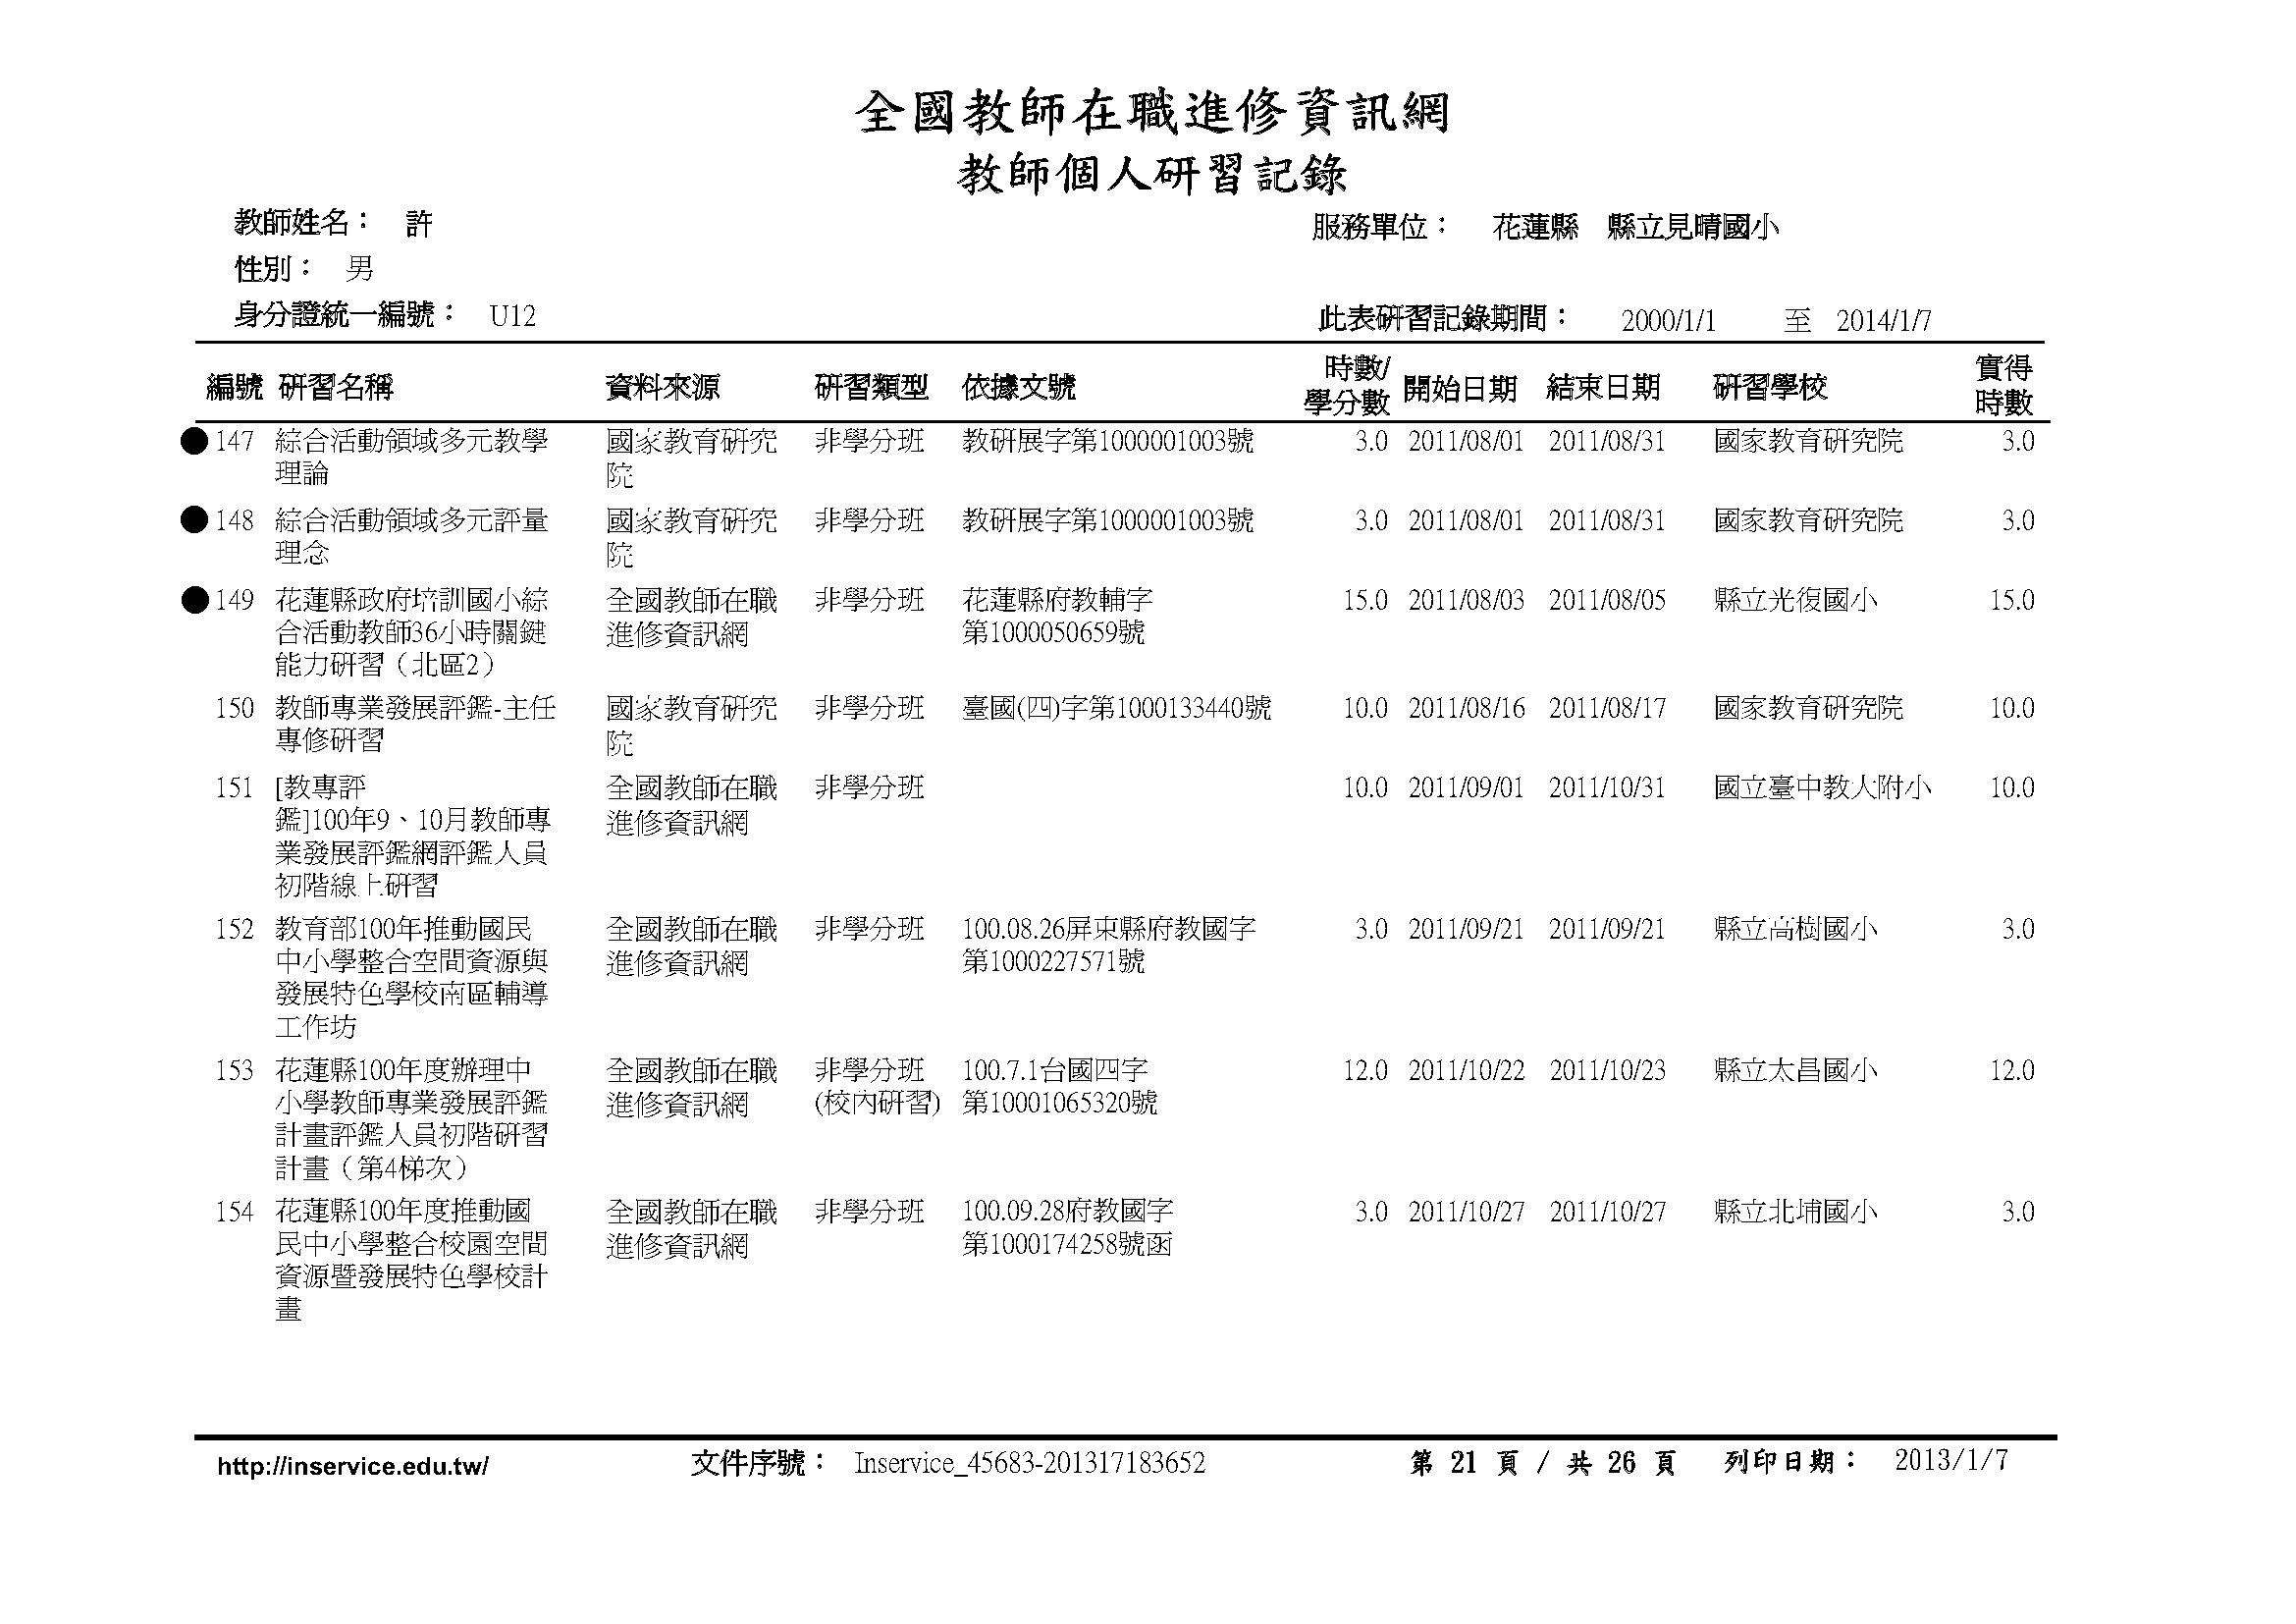 全國教師在職進修資訊網
教師個人研習記錄
教師姓名： 許
服務單位： 花蓮縣 縣立見晴國小
性別： 男
身分證統一編號： U12
此表研習記錄期間： 2000/1/1 至 2014/1/7
編號 研習名稱 資料來源 研習類型 依據文號 時數/學分數 開始日期 結束日期 研習學校 實得時數
●147 綜合活動領域多元教學 國家教育研究 非學分班 教研展字第1000001003號 3.0 2011/08/01 2011/08/31 國家教育研究院 3.0
理論 院
●148 綜合活動領域多元評量 國家教育研究 非學分班 教研展字第1000001003號 3.0 2011/08/01 2011/08/31 國家教育研究院 3.0
理念 院
●149 花蓮縣政府培訓國小綜 全國教師在職 非學分班 花蓮縣府教輔字 15.0 2011/08/03 2011/08/05 縣立光復國小 15.0
合活動教師36小時關鍵 進修資訊網 第1000050659號
能力研習（北區2）
150 教師專業發展評鑑-主任 國家教育研究 非學分班 臺國(四)字第1000133440號 10.0 2011/08/16 2011/08/17 國家教育研究院 10.0
專修研習 院
151 [教專評 全國教師在職 非學分班 10.0 2011/09/01 2011/10/31 國立臺中教大附小 10.0
鑑]100年9、10月教師專 進修資訊網
業發展評鑑網評鑑人員
初階線上研習
152 教育部100年推動國民 全國教師在職 非學分班 100.08.26屏東縣府教國字 3.0 2011/09/21 2011/09/21 縣立高樹國小 3.0
中小學整合空間資源與 進修資訊網 第1000227571號
發展特色學校南區輔導
工作坊
153 花蓮縣100年度辦理中 全國教師在職 非學分班 100.7.1台國四字 12.0 2011/10/22 2011/10/23 縣立太昌國小 12.0
小學教師專業發展評鑑 進修資訊網 (校內研習) 第10001065320號
計畫評鑑人員初階研習
計畫（第4梯次）
154 花蓮縣100年度推動國 全國教師在職 非學分班 100.09.28府教國字 3.0 2011/10/27 2011/10/27 縣立北埔國小 3.0
民中小學整合校園空間 進修資訊網 第1000174258號函
資源暨發展特色學校計
畫
http://inservice.edu.tw/ 文件序號： Inservice_45683-201317183652 第 21 頁 / 共 26 頁 列印日期： 2013/1/7